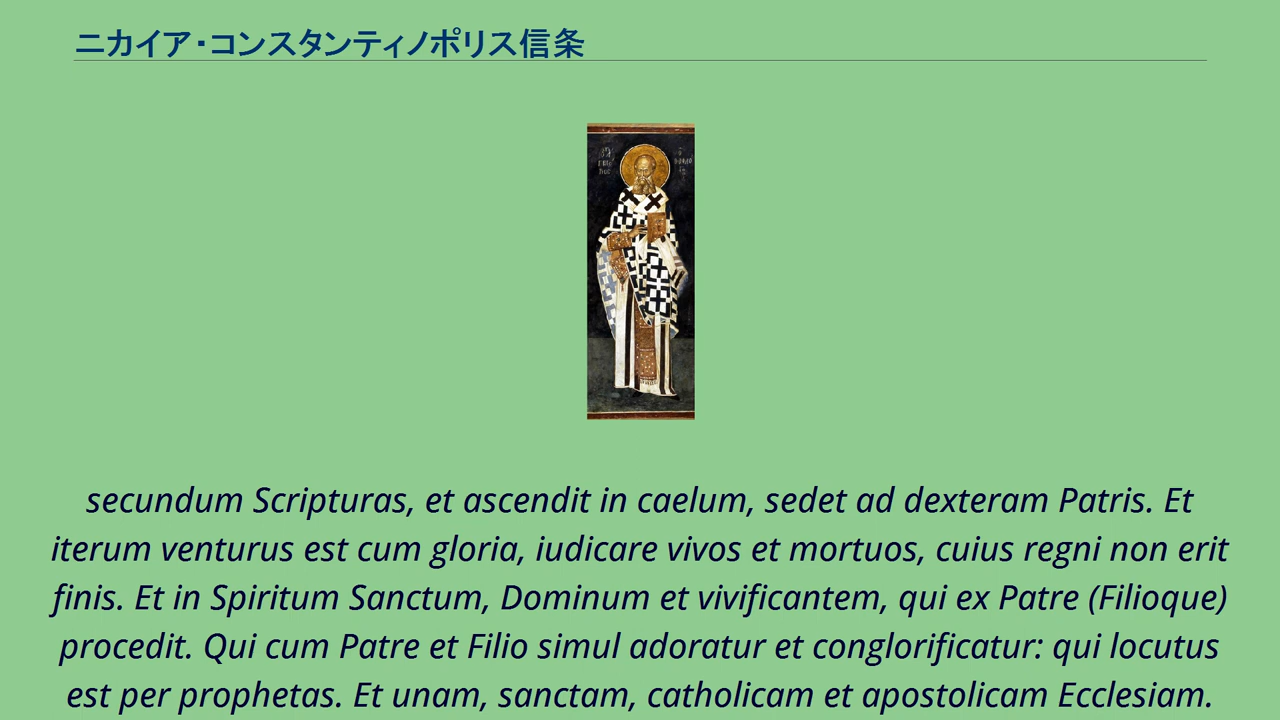 ニカイア・コンスタンティノポリス信条
secundum Scripturas, et ascendit in caelum, sedet ad dexteram Patris. Et
iterum venturus est cum gloria, iudicare vivos et mortuos, cuius regni non erit
finis. Et in Spiritum Sanctum, Dominum et vivificantem, qui ex Patre (Filioque)
procedit. Qui cum Patre et Filio simul adoratur et conglorificatur: qui locutus
est per prophetas. Et unam, sanctam, catholicam et apostolicam Ecclesiam.